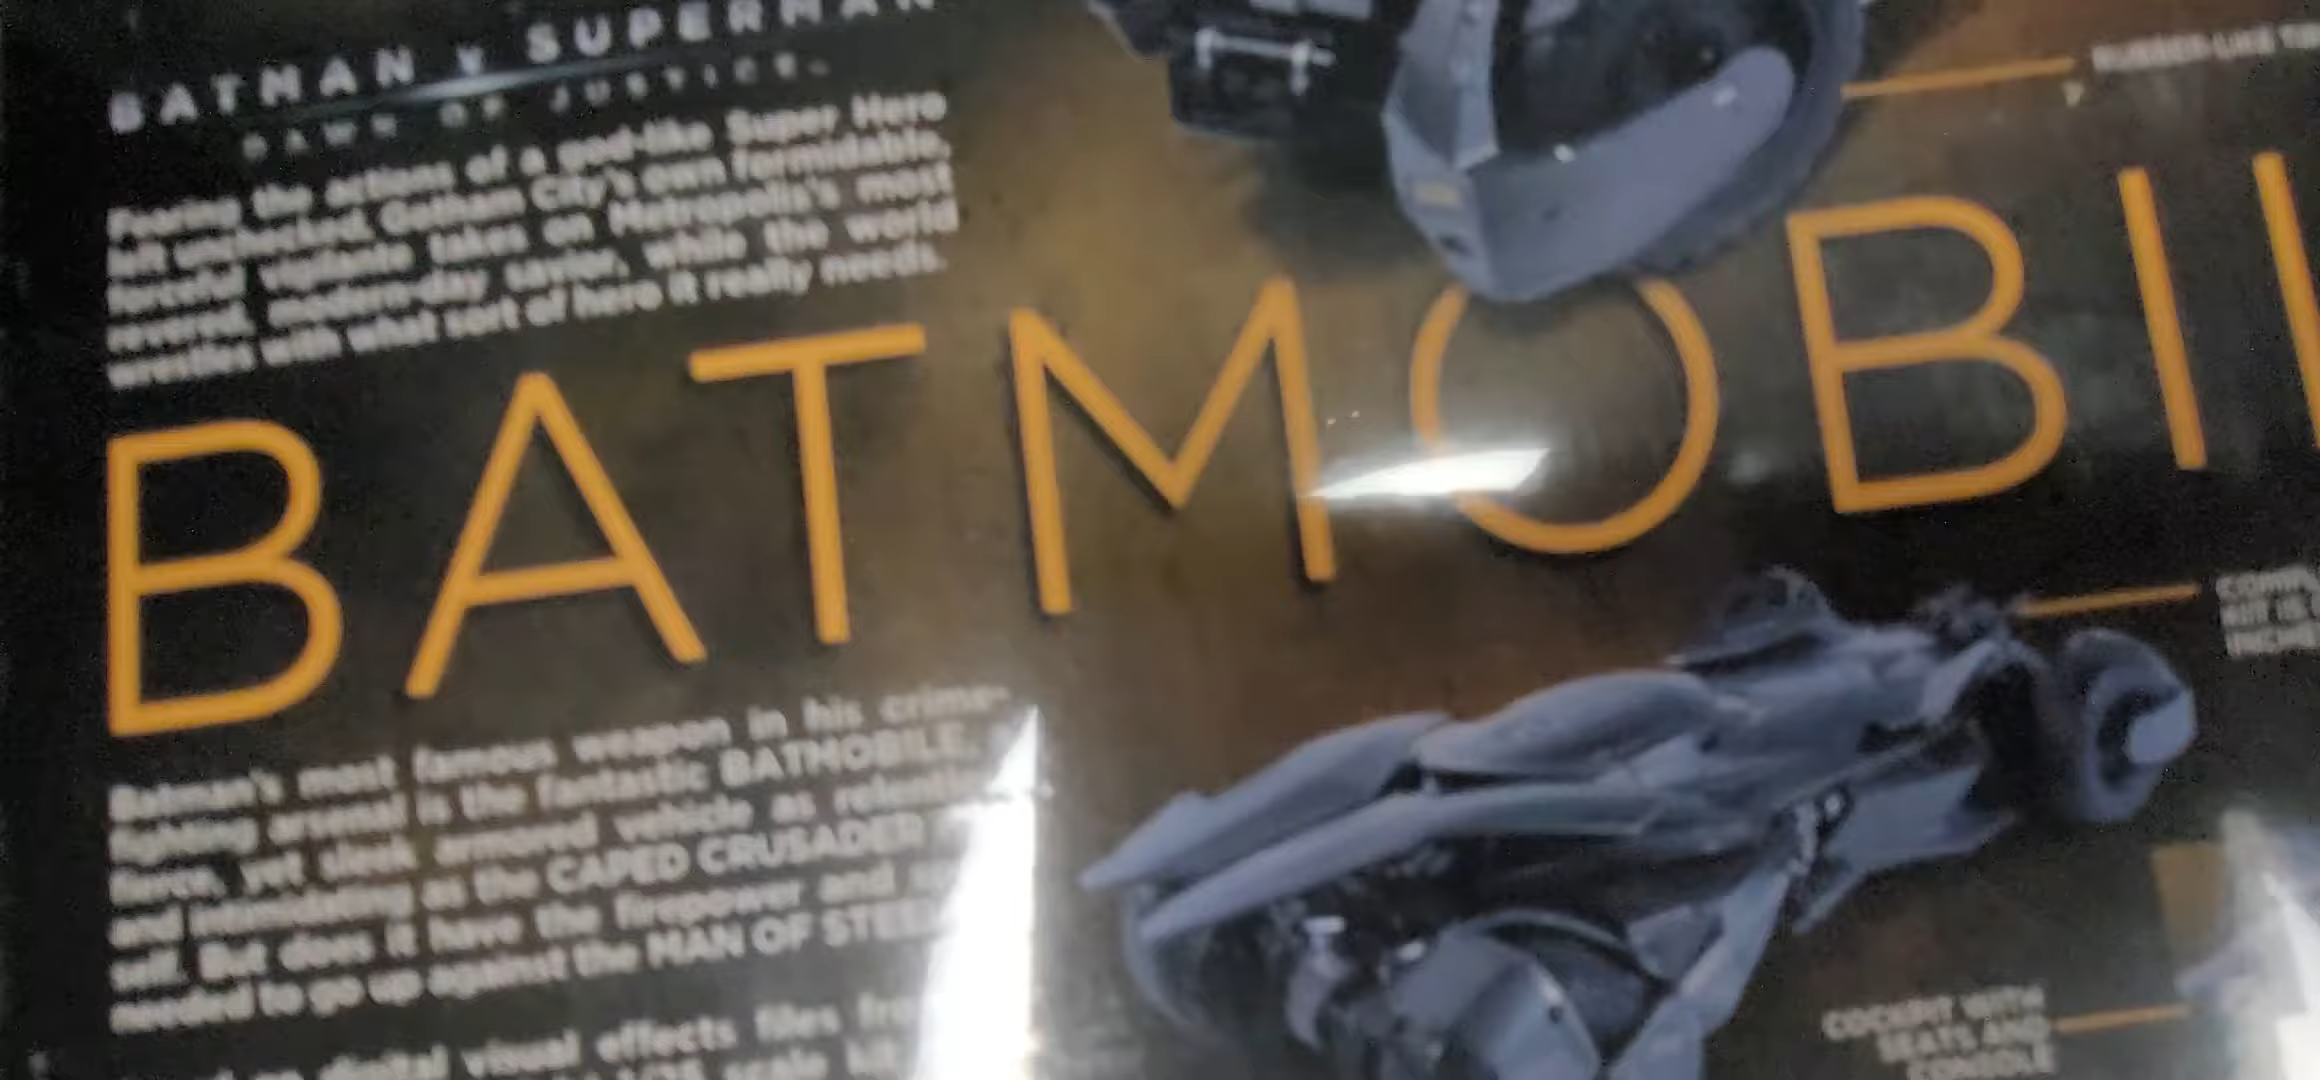 BATMAN v SUPERMAN
DAWN OF JUSTICE
Fearing the actions of a god-like Super Hero
left unchecked, Gotham City's own formidable,
forceful vigilante takes on Metropolis's most
revered, modern-day savior, while the world
wrestles with what sort of hero it really needs.
RUBBER-LIKE
BATMOBIL
Batman's most famous weapon in his crime-
fighting arsenal is the fantastic BATMOBILE,
fierce, yet sleek armored vehicle as relentle
and intimidating as the CAPED CRUSADER
self. But does it have the firepower and
needed to go up against the MAN OF STEEL
digital visual effects files fro
1/25 scale kit
BUT IS
INCHE
COCKPIT WITH
SEATS AND
CONSOLE